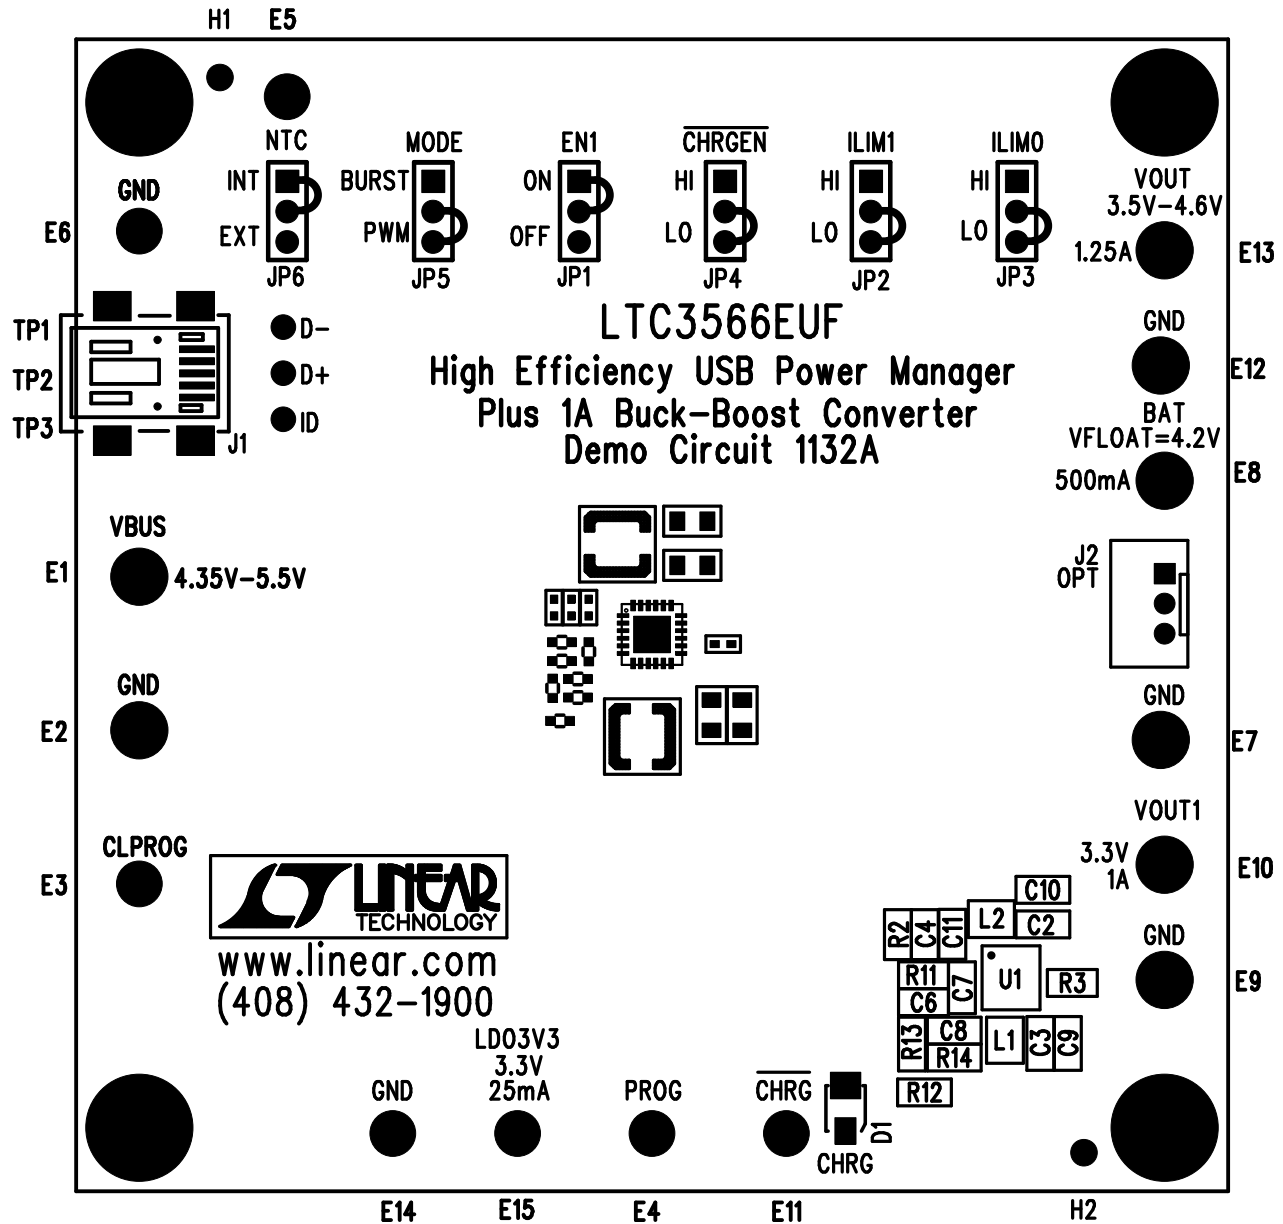 H1
E5
NTC
MODE
EN1
CHRGEN
ILIM1
ILIM0
INT
EXT
JP6
BURST
PWM
JP5
ON
OFF
JP1
HI
LO
JP4
HI
LO
JP2
HI
LO
JP3
GND
E6
VOUT
3.5V-4.6V
1.25A
E13
TP1
TP2
TP3
D-
D+
ID
J1
LTC3566EUF
High Efficiency USB Power Manager
Plus 1A Buck-Boost Converter
Demo Circuit 1132A
GND
E12
BAT
VFLOAT=4.2V
500mA
E8
VBUS
E1
4.35V-5.5V
J2
OPT
GND
E2
GND
E7
CLPROG
E3
VOUT1
3.3V
1A
E10
LINEAR
TECHNOLOGY
www.linear.com
(408) 432-1900
C10
R2
C4
C11
L2
C2
GND
E9
R11
C6
C7
U1
R3
R13
C8
R14
L1
C3
C9
R12
GND
LDO3V3
3.3V
25mA
PROG
CHRG
D1
CHRG
E14
E15
E4
E11
H2